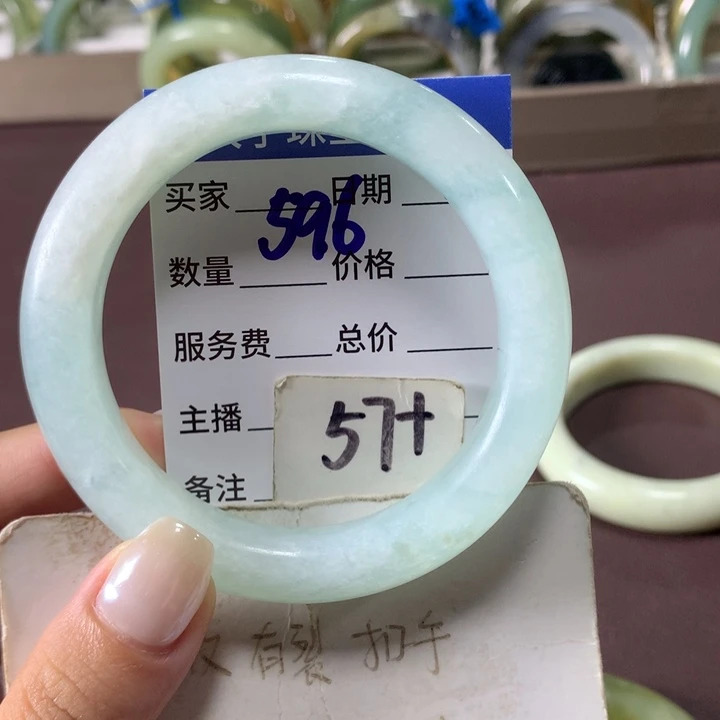 珠
买家 596 日期
数量 价格
服务费 总价
主播
57+
备注
有裂 扣手